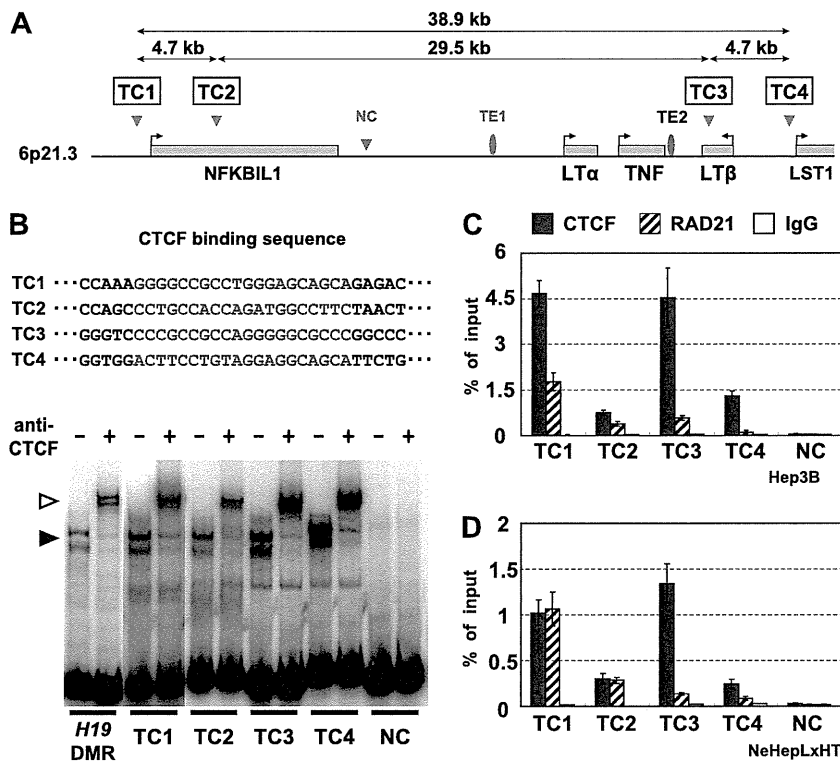 A
38.9 kb
4.7 kb 29.5 kb 4.7 kb
TC1 TC2 NC TE1 TE2 TC3 TC4
6p21.3
NFKBIL1 LTα TNF LTβ LST1
B
CTCF binding sequence
TC1 ···CCAAAGGGGCCGCCTGGGAGCAGCAGAGAC···
TC2 ···CCAGCCCTGCCACCAGATGGCCTTCTAACT···
TC3 ···GGGTCCCCGCCGCCACCAGGGGGCGCCCGGCCC···
TC4 ···GGTGGACTTCCTGTAGGAGGCAGCATTCTG···
anti-CTCF − + − + − + − + − + − +
H19 DMR TC1 TC2 TC3 TC4 NC
C
CTCF RAD21 IgG
% of input
6
4.5
3
1.5
0
TC1 TC2 TC3 TC4 NC
Hep3B
D
% of input
2
1.5
1
0.5
0
TC1 TC2 TC3 TC4 NC
NeHepLxHT